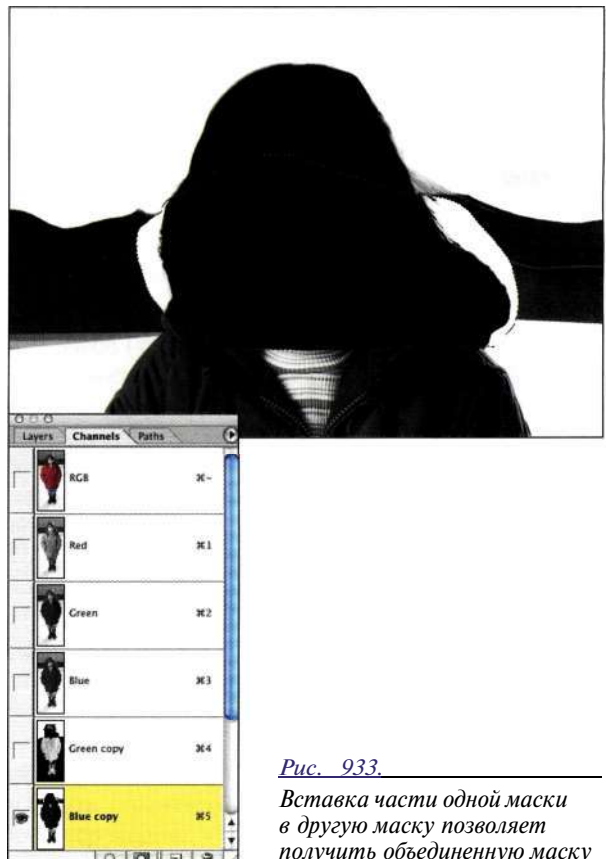 Layers Channels Paths
RGB ⌘~
Red ⌘1
Green ⌘2
Blue ⌘3
Green copy ⌘4
Blue copy ⌘5
Рис. 933.
Вставка части одной маски
в другую маску позволяет
получить объединенную маску